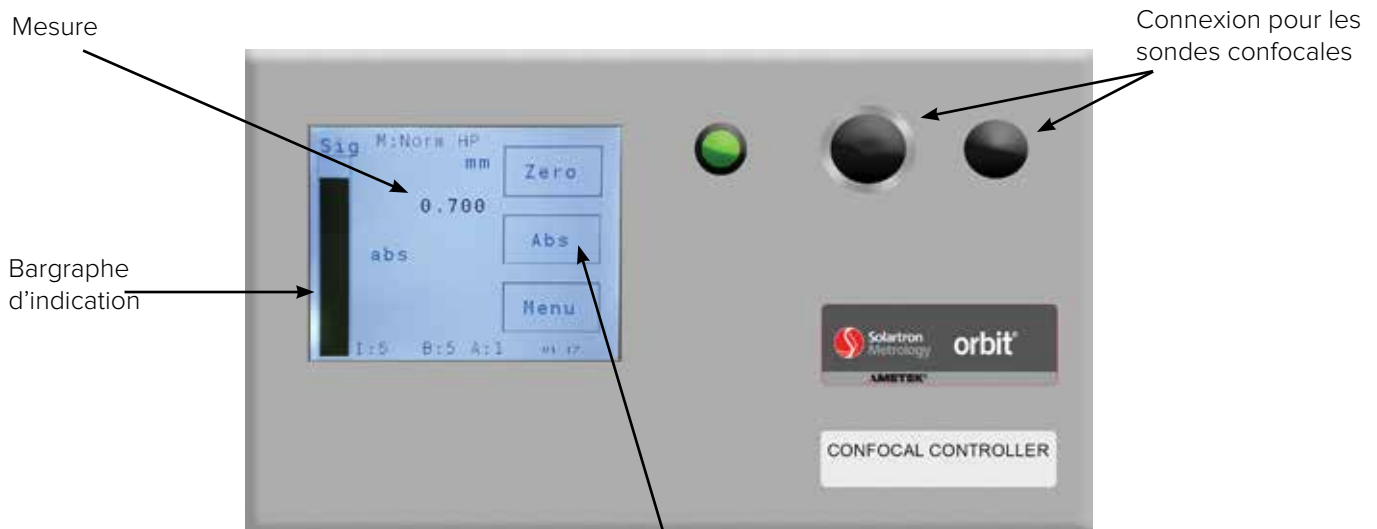 Mesure
Connexion pour les
sondes confocales
Sig M:Norm HP
mm
Zero
0.700
Abs
abs
Bargraphe
d'indication
Menu
I:5 B:5 A:1
Solartron
Metrology
orbit®
AMETEK®
CONFOCAL CONTROLLER